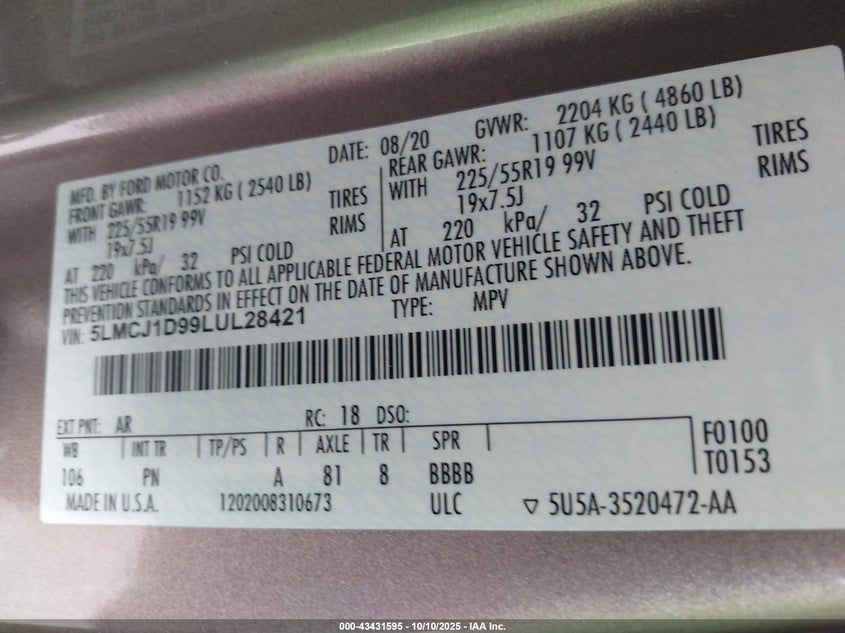 MFD. BY FORD MOTOR CO.
DATE: 08/20 GVWR: 2204 KG ( 4860 LB)
FRONT GAWR: 1152 KG ( 2540 LB)
WITH 225/55R19 99V TIRES
19x7.5J RIMS
AT 220 kPa/ 32 PSI COLD
REAR GAWR: 1107 KG ( 2440 LB)
WITH 225/55R19 99V TIRES
19x7.5J RIMS
AT 220 kPa/ 32 PSI COLD
THIS VEHICLE CONFORMS TO ALL APPLICABLE FEDERAL MOTOR VEHICLE SAFETY AND THEFT
PREVENTION STANDARDS IN EFFECT ON THE DATE OF MANUFACTURE SHOWN ABOVE.
VIN: 5LMCJ1D99LUL28421 TYPE: MPV
EXT PNT: AR RC: 18 DSO:
WB INT TR TP/PS R AXLE TR SPR
106 PN A 81 8 BBBB
F0100
T0153
MADE IN U.S.A. 1202008310673 ULC ▽ 5U5A-3520472-AA
000-43431595 - 10/10/2025 - IAA Inc.